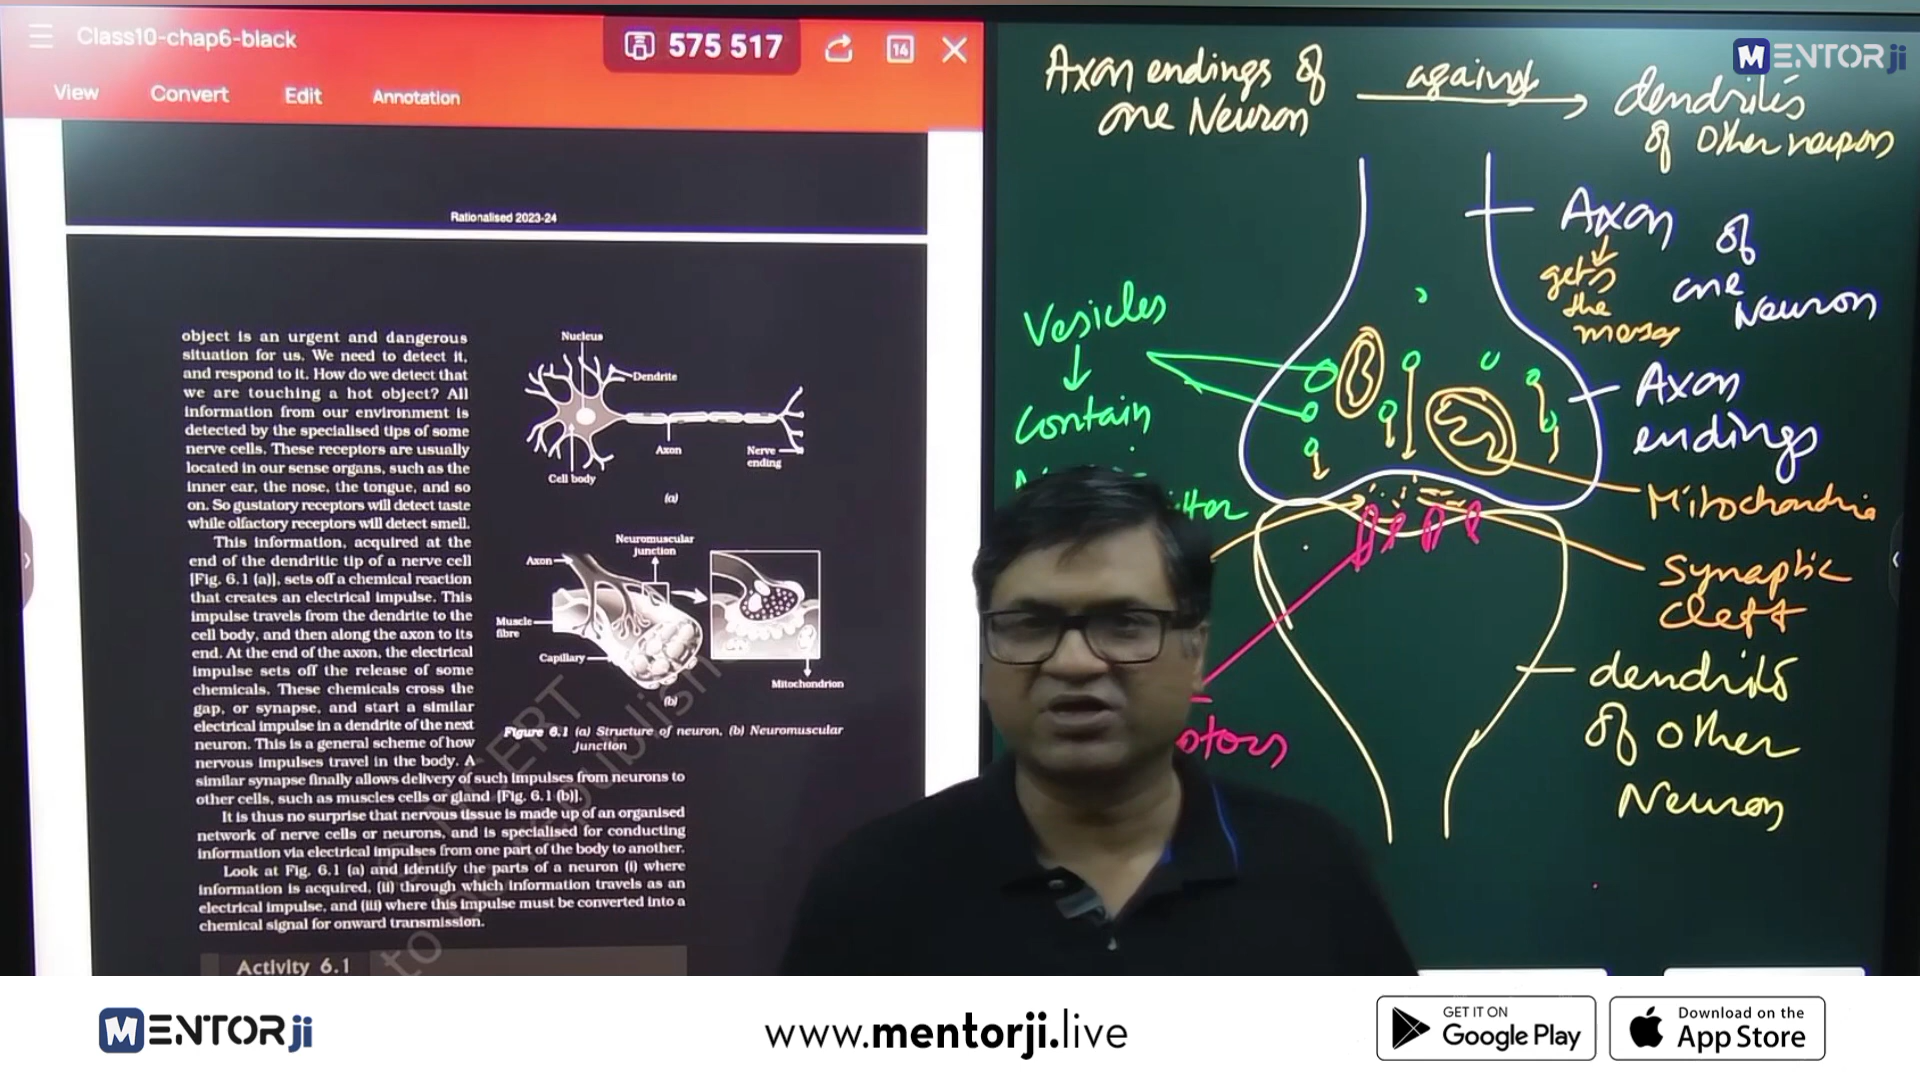 Class10-chap6-black
575 517
14
View
Convert
Edit
Annotation
Rationalised 2023-24
object is an urgent and dangerous
situation for us. We need to detect it,
and respond to it. How do we detect that
we are touching a hot object? All
information from our environment is
detected by the specialised tips of some
nerve cells. These receptors are usually
located in our sense organs, such as the
inner ear, the nose, the tongue, and so
on. So gustatory receptors will detect taste
while olfactory receptors will detect smell.
This information, acquired at the
end of the dendritic tip of a nerve cell
[Fig. 6.1 (a)], sets off a chemical reaction
that creates an electrical impulse. This
impulse travels from the dendrite to the
cell body, and then along the axon to its
end. At the end of the axon, the electrical
impulse sets off the release of some
chemicals. These chemicals cross the
gap, or synapse, and start a similar
electrical impulse in a dendrite of the next
neuron. This is a general scheme of how
nervous impulses travel in the body. A
similar synapse finally allows delivery of such impulses from neurons to
other cells, such as muscles cells or gland [Fig. 6.1 (b)].
It is thus no surprise that nervous tissue is made up of an organised
network of nerve cells or neurons, and is specialised for conducting
information via electrical impulses from one part of the body to another.
Look at Fig. 6.1 (a) and identify the parts of a neuron (i) where
information is acquired, (ii) through which information travels as an
electrical impulse, and (iii) where this impulse must be converted into a
chemical signal for onward transmission.
Activity 6.1
Nucleus
Dendrite
Axon
Nerve
ending
Cell body
(a)
Neuromuscular
junction
Axon
Muscle
fibre
Capillary
Mitochondrion
(b)
Figure 6.1 (a) Structure of neuron, (b) Neuromuscular
junction
MENTORji
Axon endings of
one Neuron
against
dendrites
of other neuron
Axon of
one
Neuron
gets
the
Axon
endings
Vesicles
Contain
Mitochondria
Synaptic
cleft
dendrits
of other
Neuron
MENTORji
www.mentorji.live
GET IT ON
Google Play
Download on the
App Store